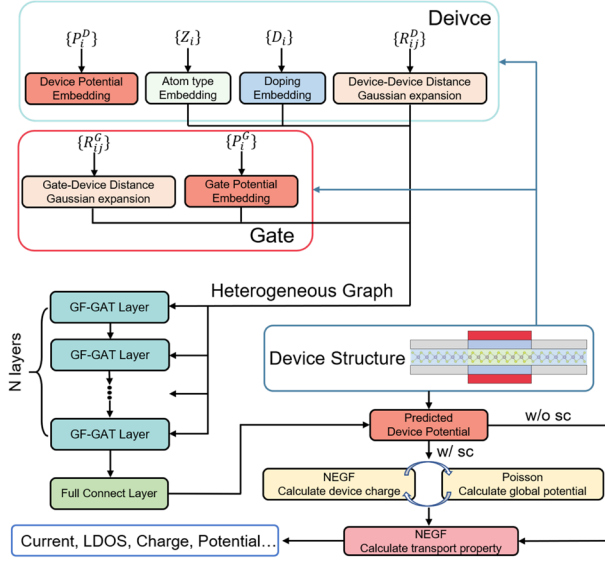 Deivce
{P_i^D}
{Z_i}
{D_i}
{R_ij^D}
Device Potential
Embedding
Atom type
Embedding
Doping
Embedding
Device-Device Distance
Gaussian expansion
{R_ij^G}
{P_i^G}
Gate-Device Distance
Gaussian expansion
Gate Potential
Embedding
Gate
Heterogeneous Graph
N layers
GF-GAT Layer
GF-GAT Layer
GF-GAT Layer
Full Connect Layer
Device Structure
Predicted
Device Potential
w/o sc
w/ sc
NEGF
Calculate device charge
Poisson
Calculate global potential
NEGF
Calculate transport property
Current, LDOS, Charge, Potential...